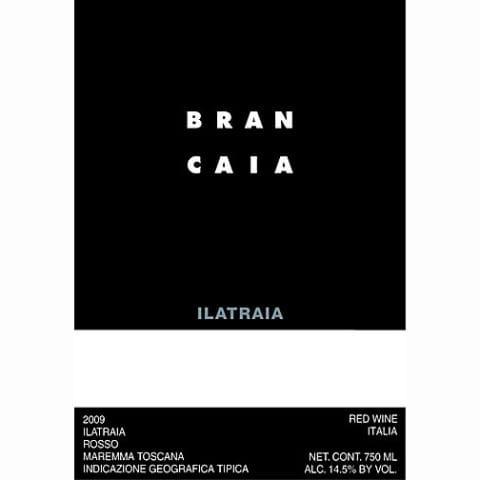 BRAN
CAIA
ILATRAIA
2009
ILATRAIA
ROSSO
MAREMMA TOSCANA
INDICAZIONE GEOGRAFICA TIPICA
RED WINE
ITALIA
NET. CONT. 750 ML
ALC. 14.5% BY VOL.